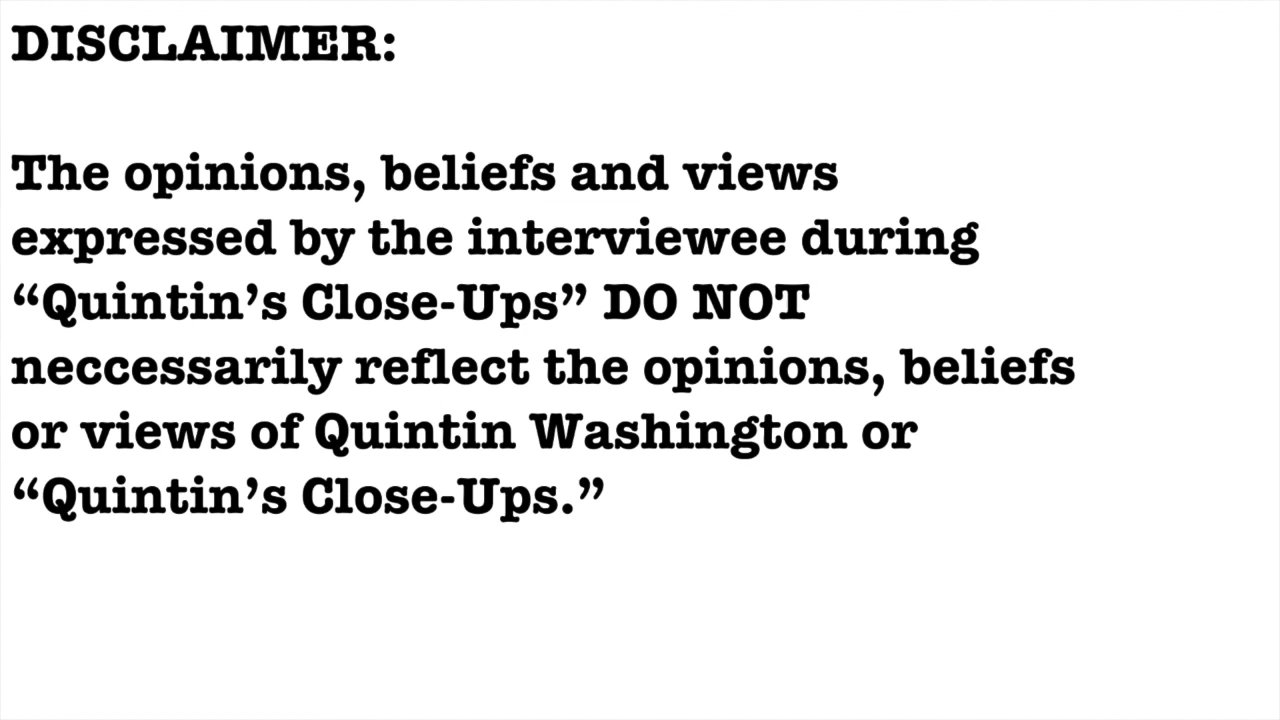 DISCLAIMER:
The opinions, beliefs and views
expressed by the interviewee during
“Quintin’s Close-Ups” DO NOT
neccessarily reflect the opinions, beliefs
or views of Quintin Washington or
“Quintin’s Close-Ups.”